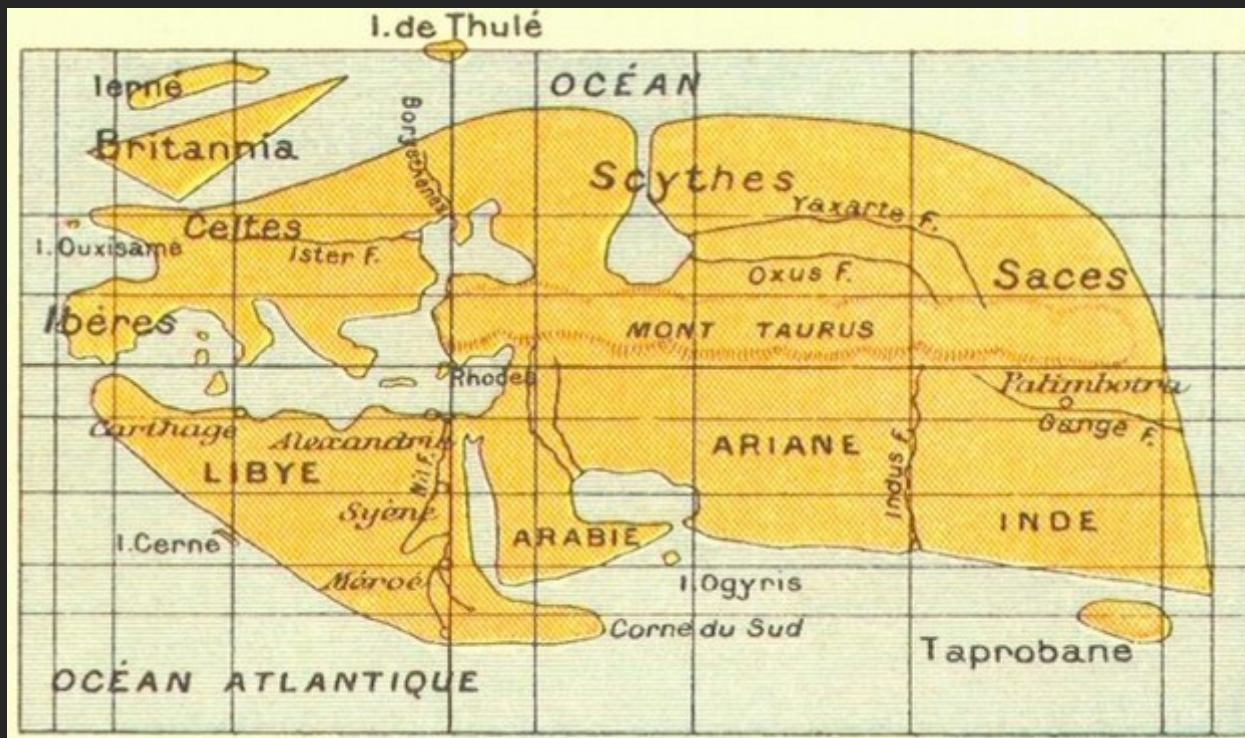 I. de Thulé
Ierné
OCÉAN
Britannia
Borysthenes
Scythes
Celtes
Yaxarte F.
I. Ouxisame
Ister F.
Oxus F.
Saces
Ibères
MONT TAURUS
Rhodes
Palimbotra
Carthage
Alexandrie
Gange F.
ARIANE
LIBYE
Nil F.
Indus F.
Syène
INDE
ARABIE
I. Cerné
Méroé
I. Ogyris
Corne du Sud
Taprobane
OCÉAN ATLANTIQUE